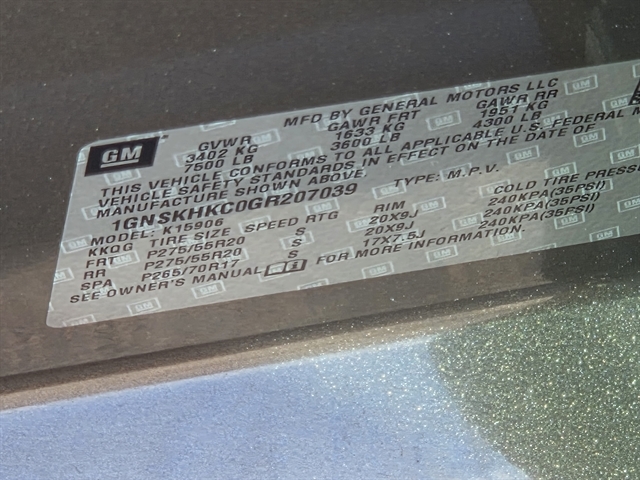 GM
MFD BY GENERAL MOTORS LLC
GVWR GAWR FRT GAWR RR
3402 KG 1633 KG 1951 KG
7500 LB 3600 LB 4300 LB
THIS VEHICLE CONFORMS TO ALL APPLICABLE U.S. FEDERAL M
VEHICLE SAFETY STANDARDS IN EFFECT ON THE DATE OF
MANUFACTURE SHOWN ABOVE
1GNSKHKC0GR207039 TYPE: M.P.V.
MODEL: K15906
KKQG TIRE SIZE SPEED RTG RIM COLD TIRE PRESS
FRT P275/55R20 S 20X9J 240KPA(35PSI)
RR P275/55R20 S 20X9J 240KPA(35PSI)
SPA P265/70R17 S 17X7.5J 240KPA(35PSI)
SEE OWNER'S MANUAL FOR MORE INFORMATION.